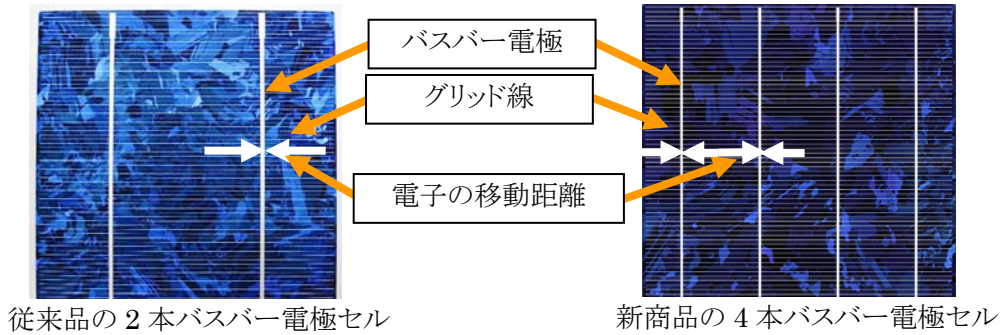 バスバー電極
グリッド線
電子の移動距離
従来品の2本バスバー電極セル
新商品の4本バスバー電極セル